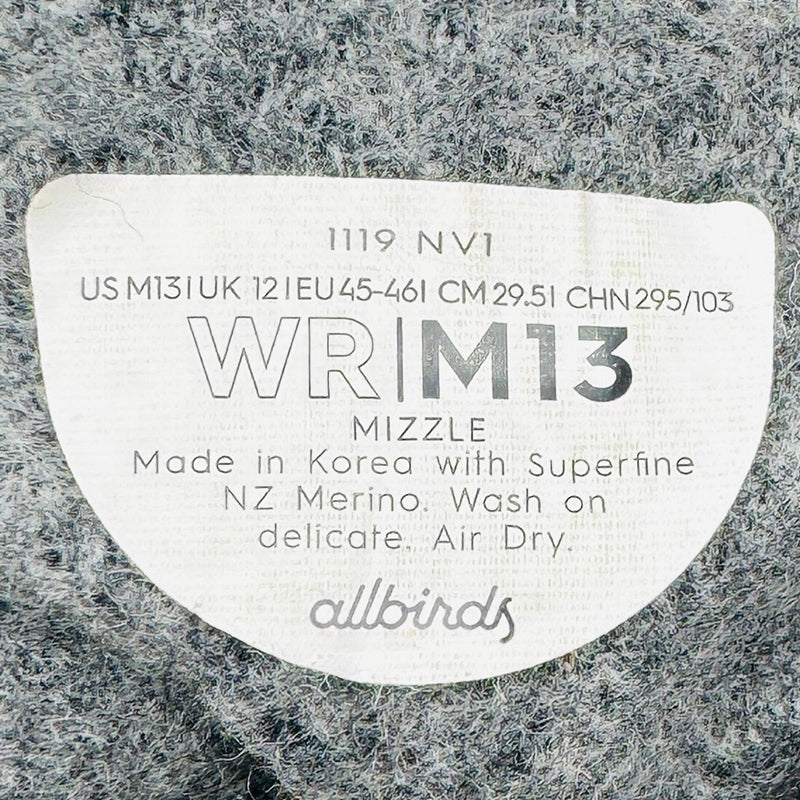 1119 NV1
US M13 | UK 12 | EU 45-46 | CM 29.5 | CHN 295/103
WR | M13
MIZZLE
Made in Korea with Superfine
NZ Merino. Wash on
delicate. Air Dry.
allbirds